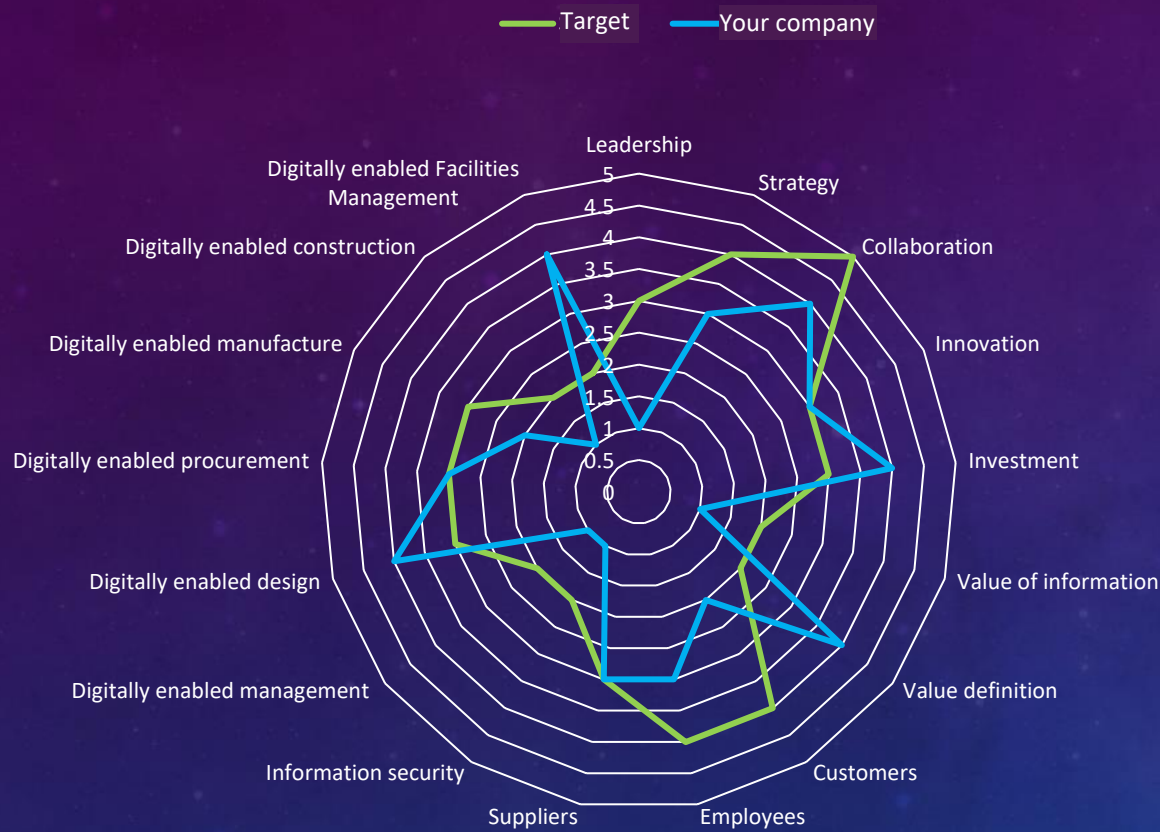 Target
Your company
Leadership
Digitally enabled Facilities
Management
Strategy
Digitally enabled construction
Collaboration
Digitally enabled manufacture
Innovation
Digitally enabled procurement
Investment
Digitally enabled design
Value of information
Digitally enabled management
Value definition
Information security
Customers
Suppliers
Employees
5
4.5
4
3.5
3
2.5
2
1.5
1
0.5
0